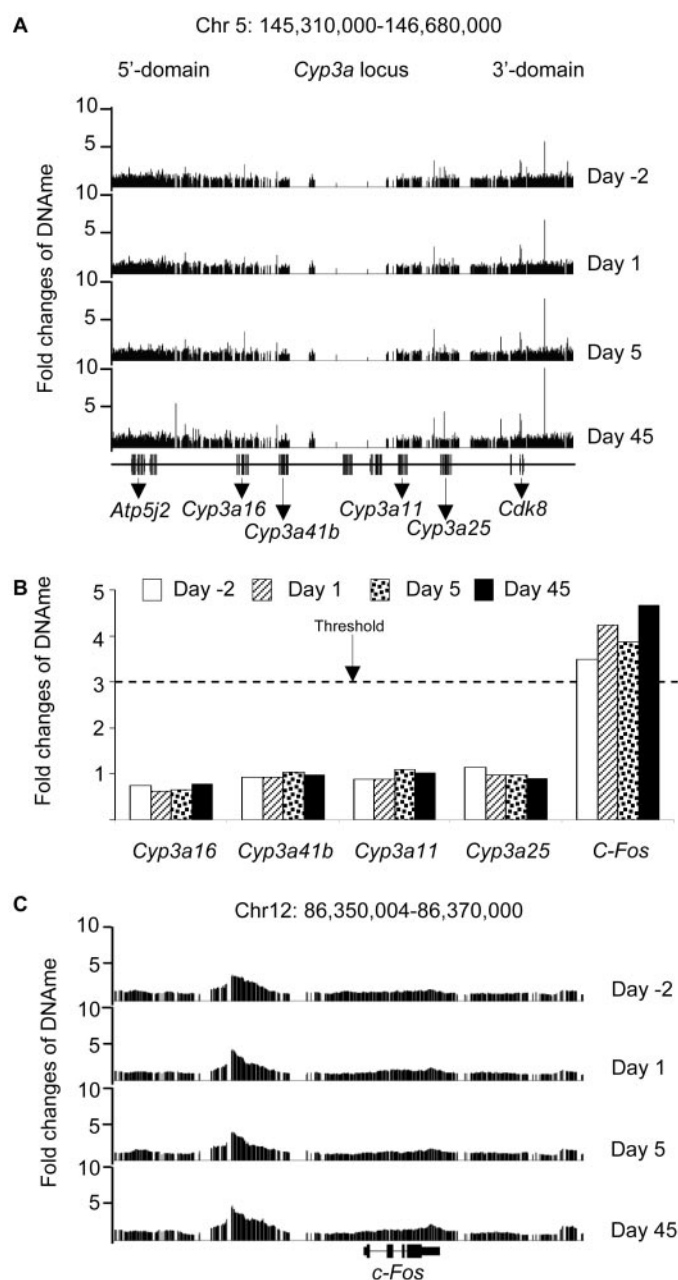 A
Chr 5: 145,310,000-146,680,000
5’-domain Cyp3a locus 3’-domain
Fold changes of DNAme
10
5
Day -2
10
5
Day 1
10
5
Day 5
10
5
Day 45
Atp5j2 Cyp3a16 Cyp3a41b Cyp3a11 Cyp3a25 Cdk8
B
Fold changes of DNAme
Day -2 Day 1 Day 5 Day 45
Threshold
5
4
3
2
1
Cyp3a16 Cyp3a41b Cyp3a11 Cyp3a25 C-Fos
C
Chr12: 86,350,004-86,370,000
Fold changes of DNAme
10
5
Day -2
10
5
Day 1
10
5
Day 5
10
5
Day 45
c-Fos